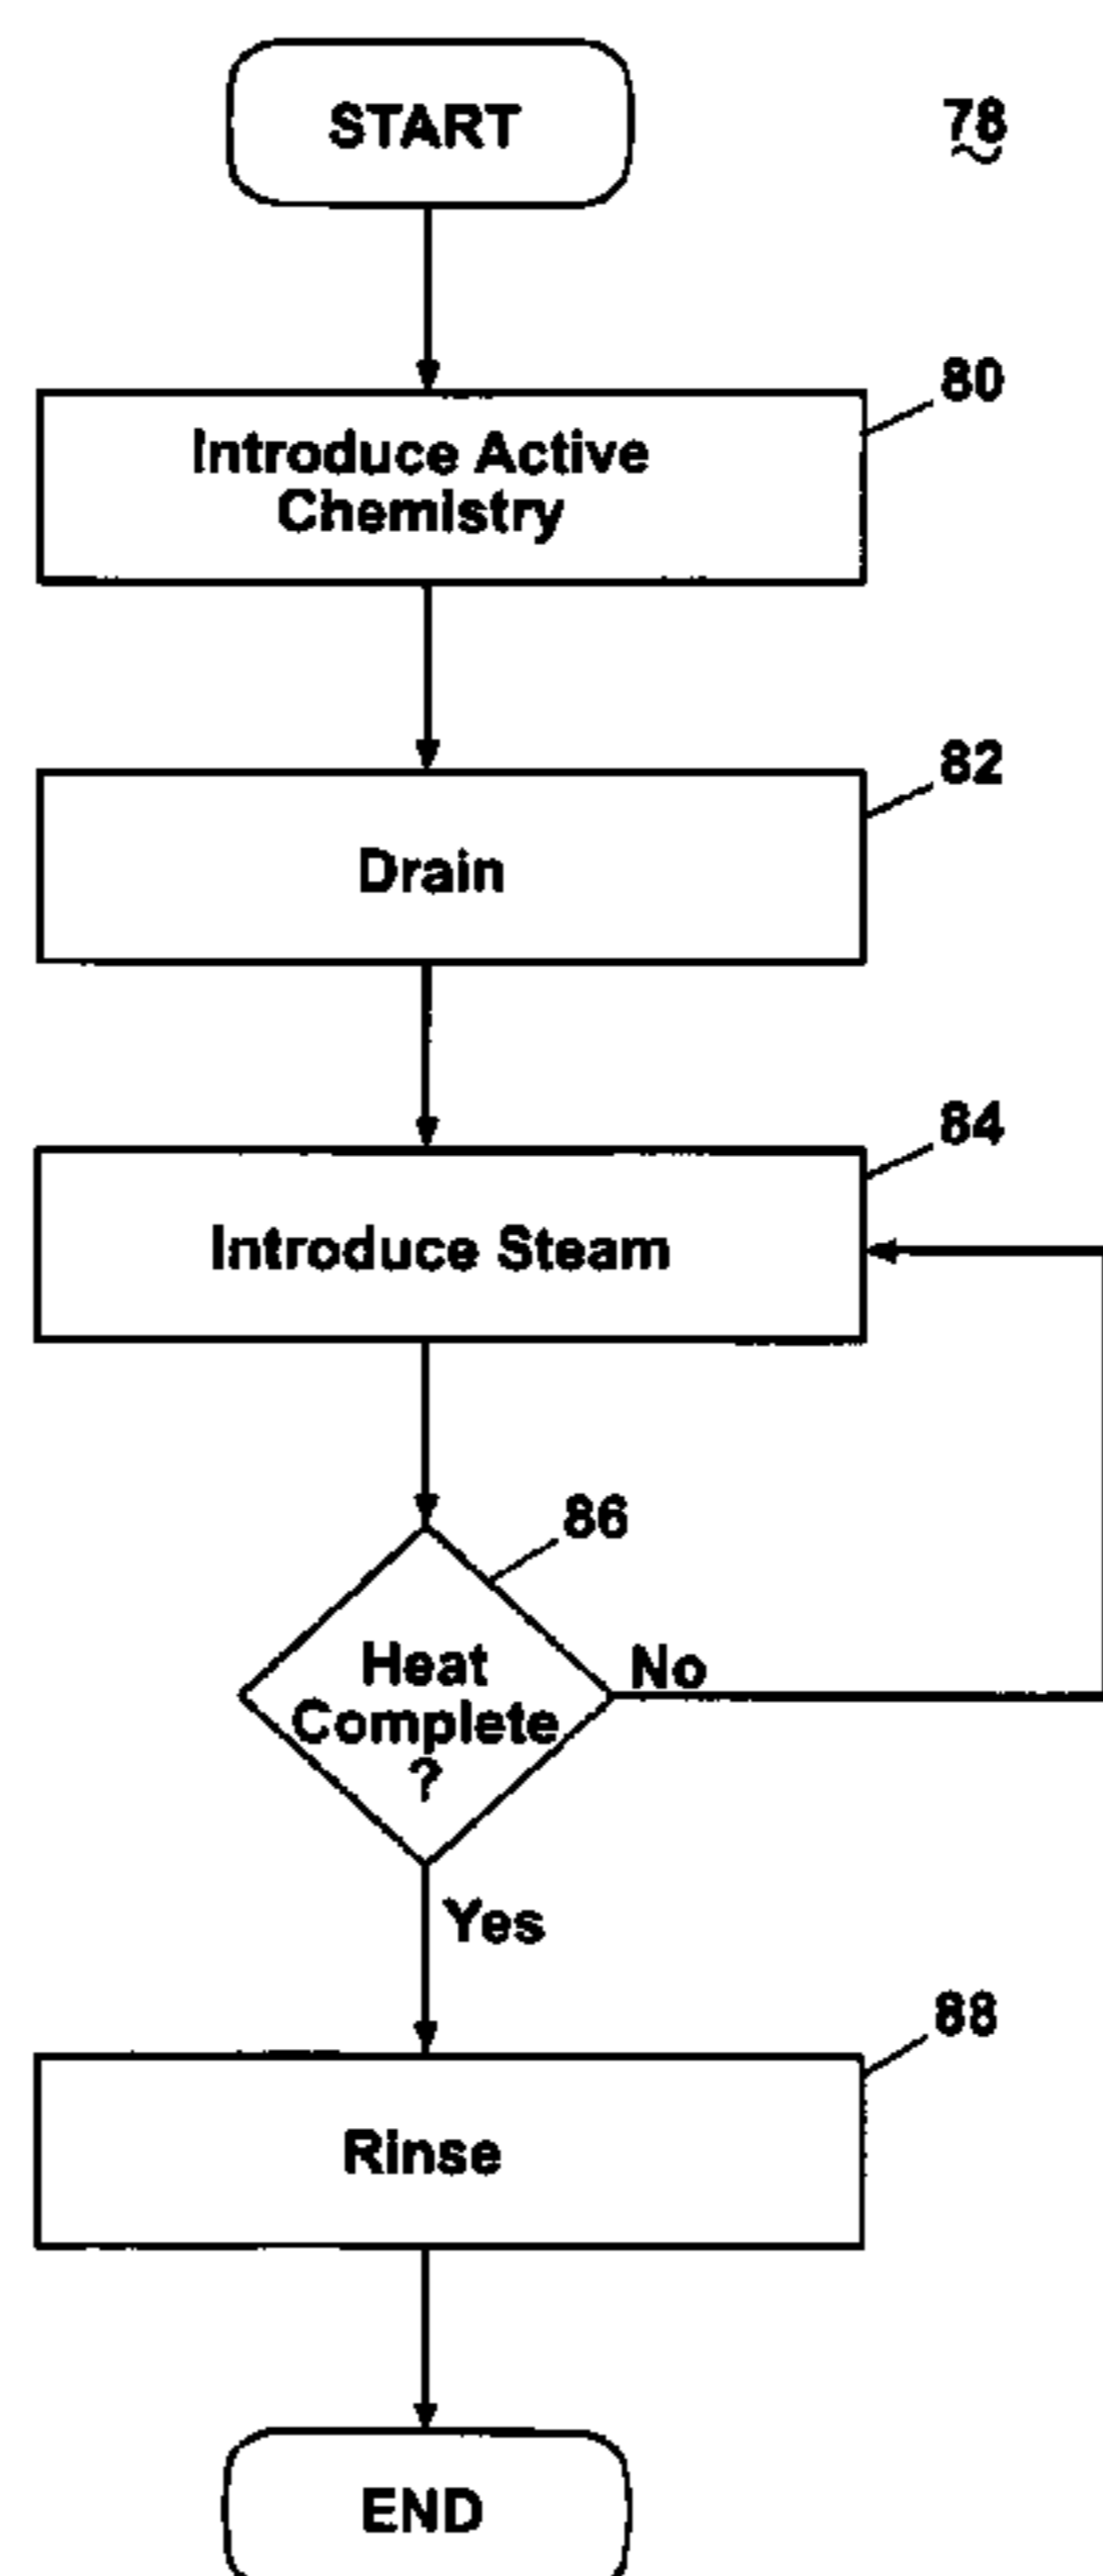 START
78
80
Introduce Active
Chemistry
82
Drain
84
Introduce Steam
86
Heat
Complete
?
No
Yes
88
Rinse
END